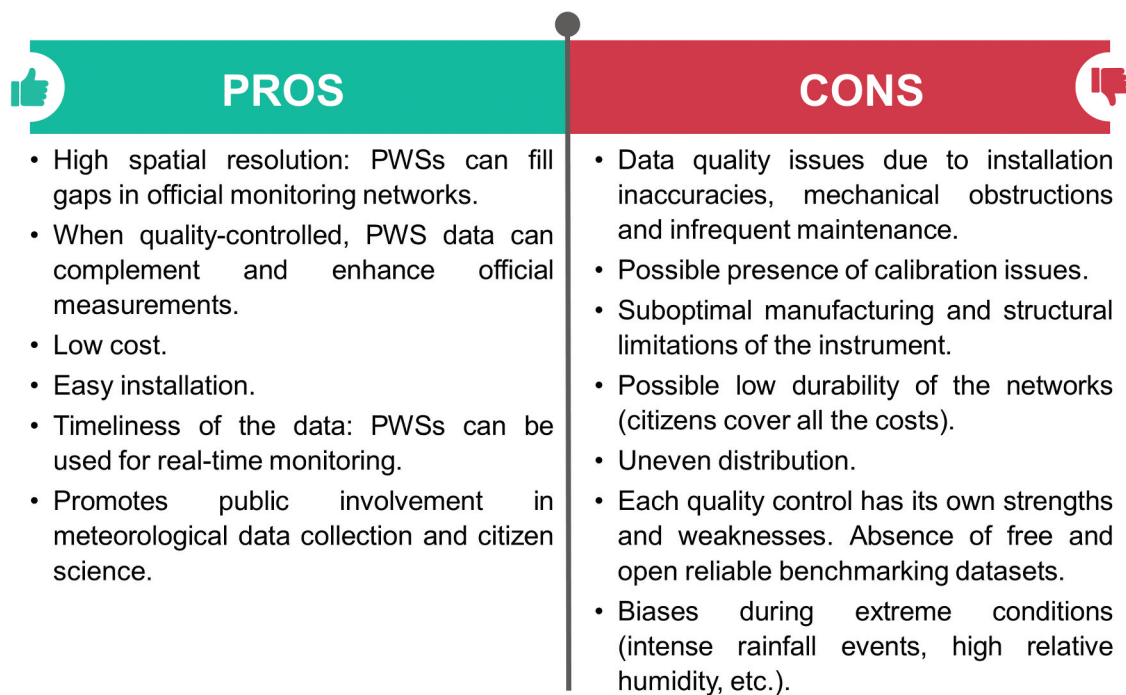 PROS
• High spatial resolution: PWSs can fill
gaps in official monitoring networks.
• When quality-controlled, PWS data can
complement and enhance official
measurements.
• Low cost.
• Easy installation.
• Timeliness of the data: PWSs can be
used for real-time monitoring.
• Promotes public involvement in
meteorological data collection and citizen
science.
CONS
• Data quality issues due to installation
inaccuracies, mechanical obstructions
and infrequent maintenance.
• Possible presence of calibration issues.
• Suboptimal manufacturing and structural
limitations of the instrument.
• Possible low durability of the networks
(citizens cover all the costs).
• Uneven distribution.
• Each quality control has its own strengths
and weaknesses. Absence of free and
open reliable benchmarking datasets.
• Biases during extreme conditions
(intense rainfall events, high relative
humidity, etc.).